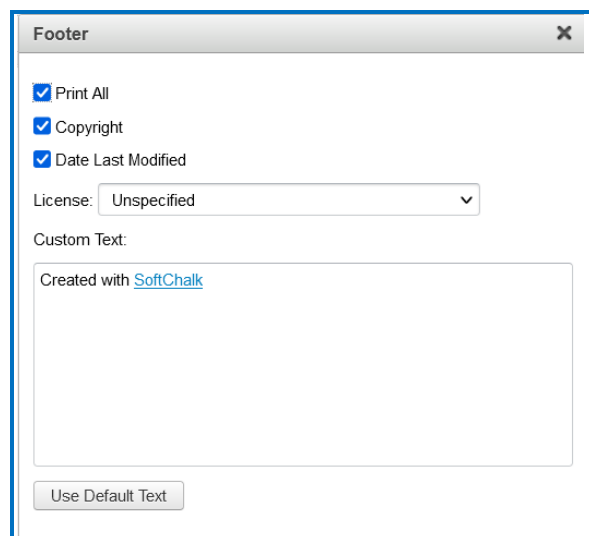 Footer
Print All
Copyright
Date Last Modified
License: Unspecified
Custom Text:
Created with SoftChalk
Use Default Text